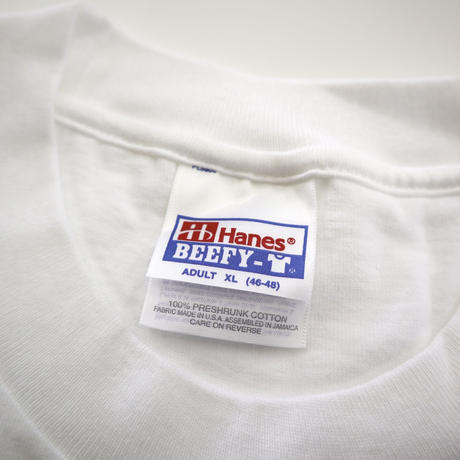 Hanes®
BEEFY-T®
ADULT XL (46-48)
100% PRESHRUNK COTTON
FABRIC MADE IN U.S.A. ASSEMBLED IN JAMAICA
CARE ON REVERSE